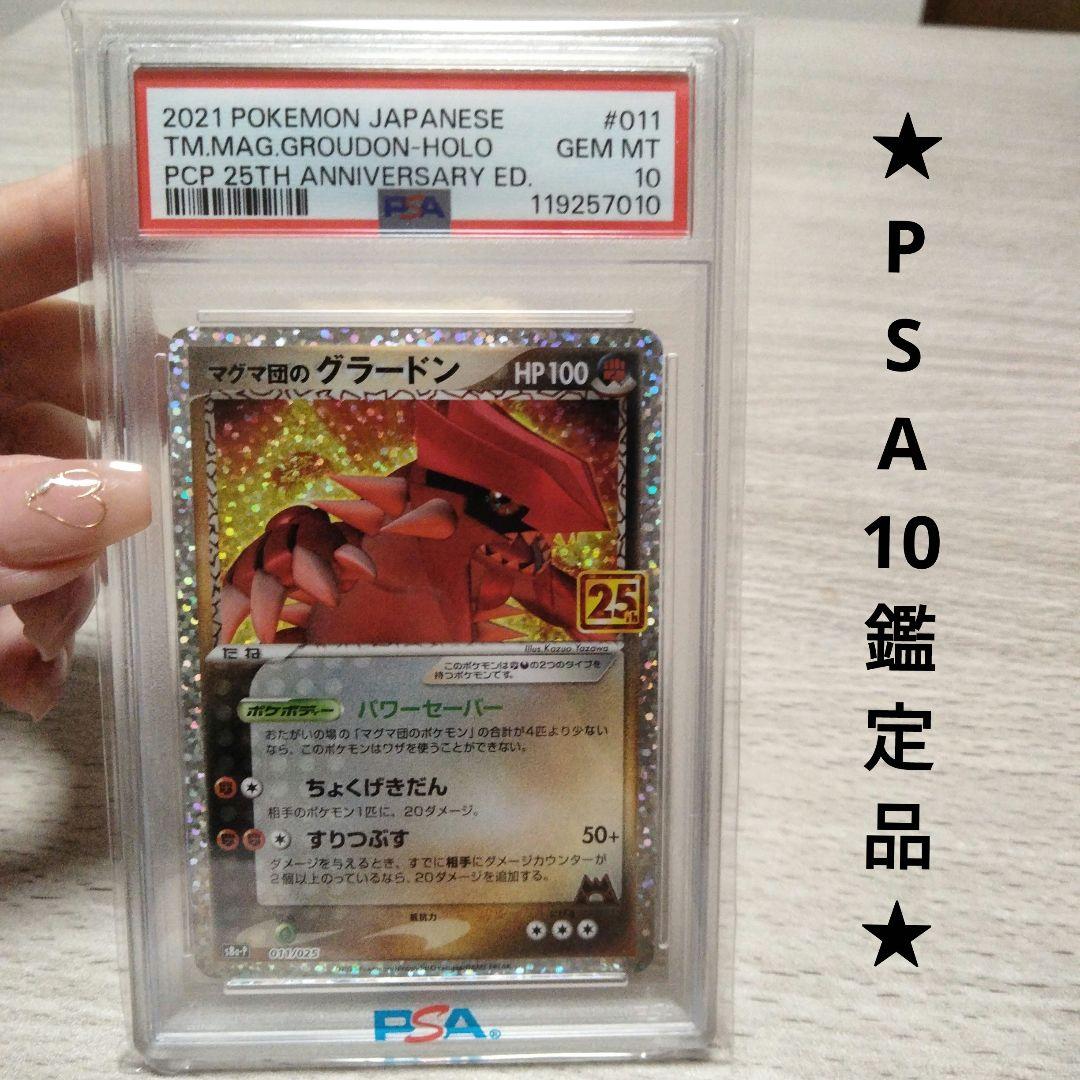 2021 POKEMON JAPANESE #011
TM.MAG.GROUDON-HOLO GEM MT
PCP 25TH ANNIVERSARY ED. 10
PSA 119257010
マグマ団の グラードン HP100
25th
たね
Illus. Kazuo Yazawa
このポケモンは の2つのタイプを
持つポケモンです。
ポケボディー パワーセーバー
おたがいの場の「マグマ団のポケモン」の合計が4匹より少ない
なら、このポケモンはワザを使うことができない。
ちょくげきだん
相手のポケモン1匹に、20ダメージ。
すりつぶす 50+
ダメージを与えるとき、すでに相手にダメージカウンターが
2個以上のっているなら、20ダメージを追加する。
抵抗力
s8a-P 011/025
PSA®
★
P
S
A
10
鑑
定
品
★